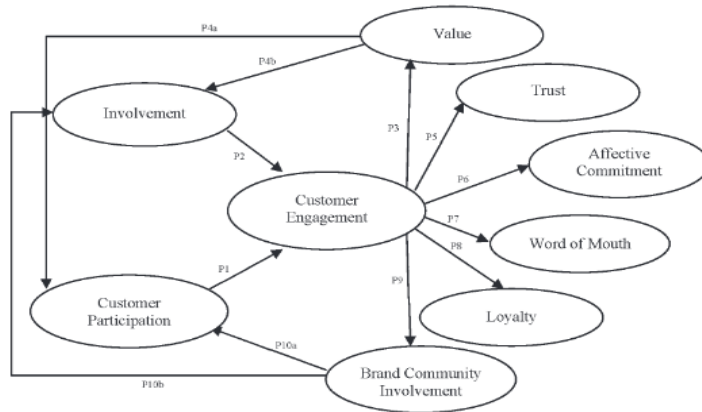 P4a
Value
P4b
Involvement
Trust
P3
P5
P2
P6
Affective
Commitment
Customer
Engagement
P7
Word of Mouth
P8
P1
P9
Customer
Participation
Loyalty
P10a
P10b
Brand Community
Involvement